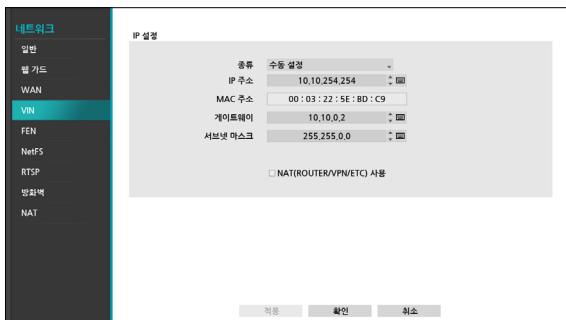 네트워크
일반
웹 가드
WAN
VIN
FEN
NetFS
RTSP
방화벽
NAT
IP 설정
종류 수동 설정
IP 주소 10.10.254.254
MAC 주소 00 : 03 : 22 : 5E : BD : C9
게이트웨이 10.10.0.2
서브넷 마스크 255.255.0.0
NAT(ROUTER/VPN/ETC) 사용
적용 확인 취소